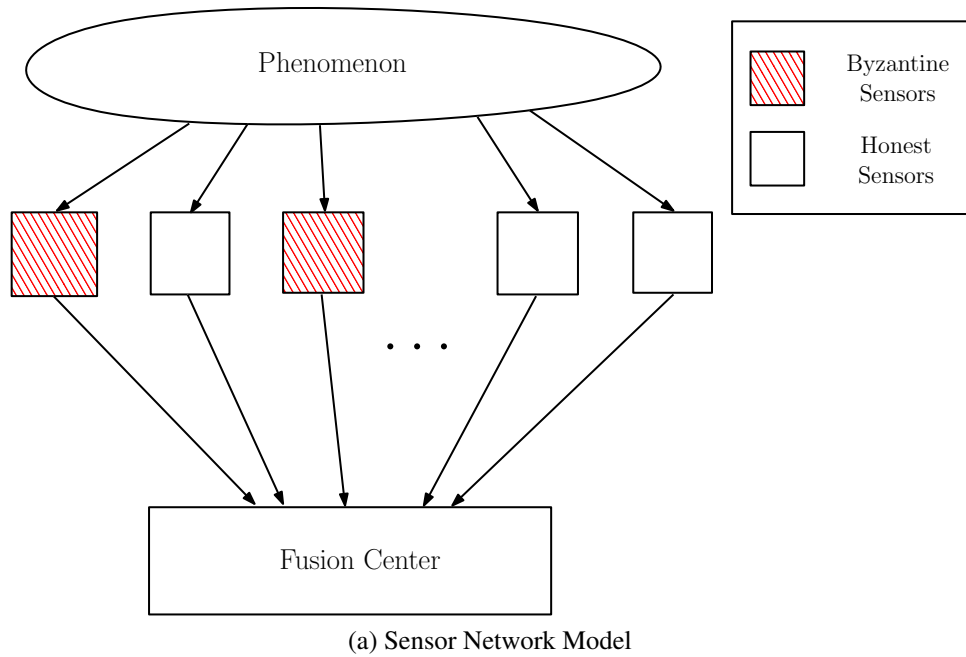 Phenomenon
Byzantine
Sensors
Honest
Sensors
. . .
Fusion Center
(a) Sensor Network Model